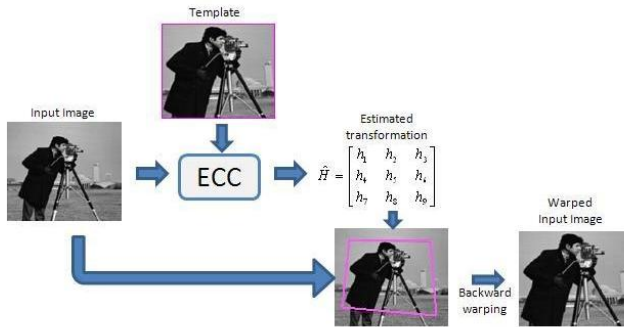 Template
Input Image
ECC
Estimated
transformation
Ĥ =
h₁ h₂ h₃
h₄ h₅ h₆
h₇ h₈ h₉
Warped
Input Image
Backward
warping